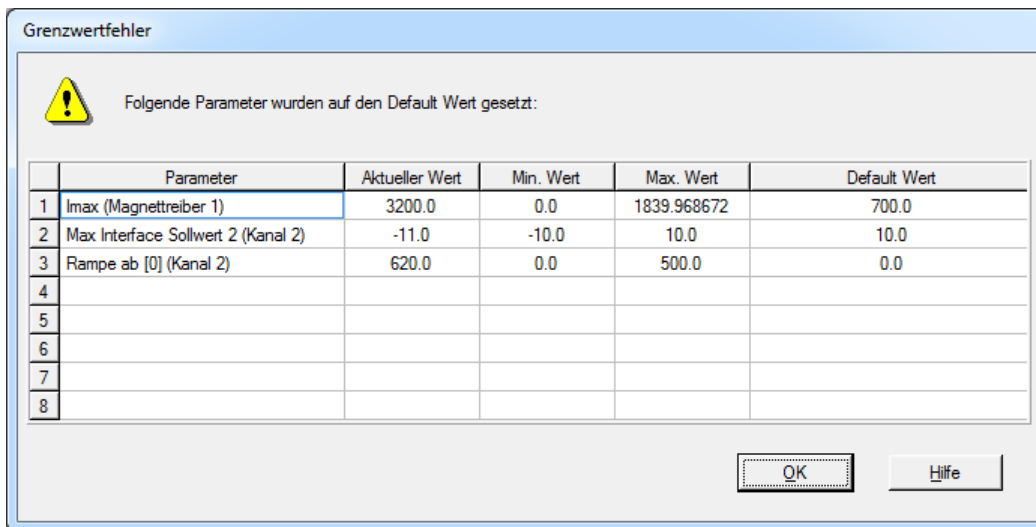 Grenzwertfehler
Folgende Parameter wurden auf den Default Wert gesetzt:
Parameter Aktueller Wert Min. Wert Max. Wert Default Wert
1 Imax (Magnettreiber 1) 3200.0 0.0 1839.968672 700.0
2 Max Interface Sollwert 2 (Kanal 2) -11.0 -10.0 10.0 10.0
3 Rampe ab [0] (Kanal 2) 620.0 0.0 500.0 0.0
4
5
6
7
8
OK Hilfe